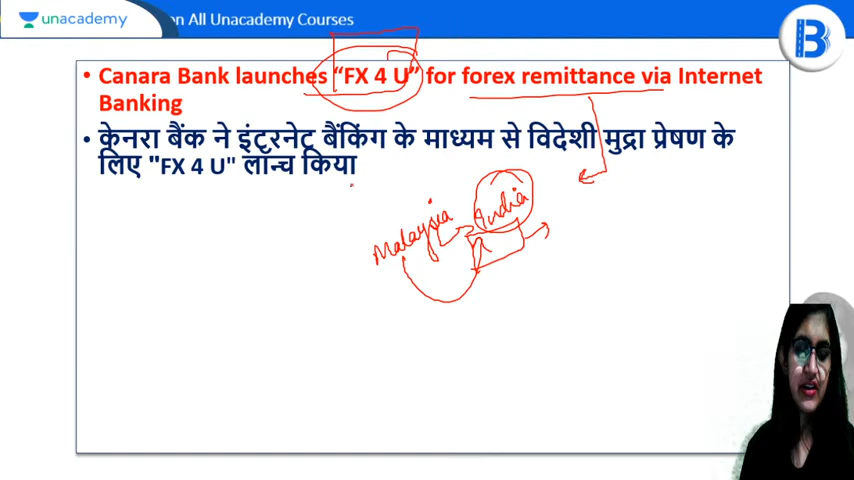 unacademy
on All Unacademy Courses
B
• Canara Bank launches “FX 4 U” for forex remittance via Internet
Banking
• केनरा बैंक ने इंटरनेट बैंकिंग के माध्यम से विदेशी मुद्रा प्रेषण के
लिए "FX 4 U" लॉन्च किया
India
Malaysia